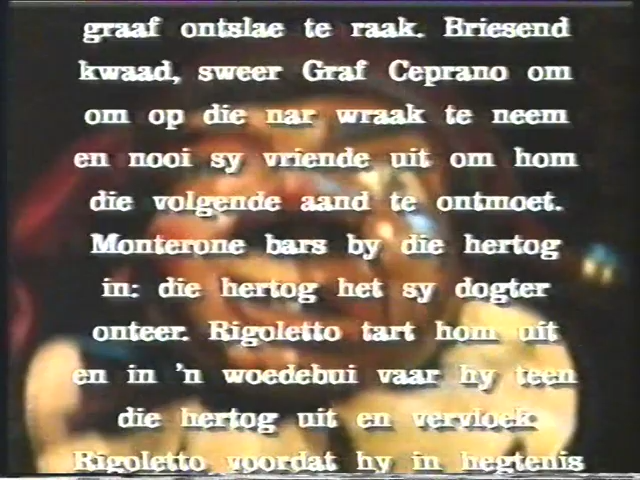 graaf ontslae te raak. Briesend
kwaad, sweer Graf Ceprano om
om op die nar wraak te neem
en nooi sy vriende uit om hom
die volgende aand te ontmoet.
Monterone bars by die hertog
in: die hertog het sy dogter
onteer. Rigoletto tart hom uit
en in 'n woedebui vaar hy teen
die hertog uit en vervloek
Rigoletto voordat hy in hegtenis